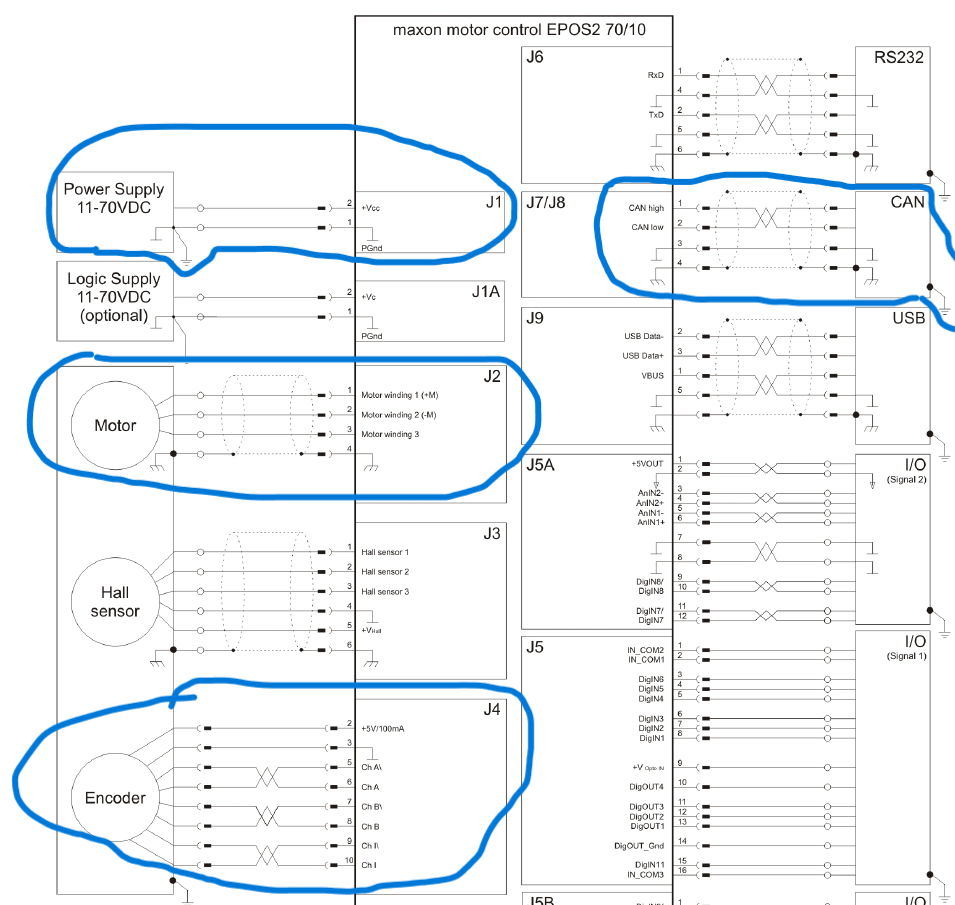 maxon motor control EPOS2 70/10
Power Supply
11-70VDC
2
+Vcc
1
PGnd
J1
Logic Supply
11-70VDC
(optional)
2
+Vc
1
PGnd
J1A
Motor
1
Motor winding 1 (+M)
2
Motor winding 2 (-M)
3
Motor winding 3
4
J2
Hall
sensor
1
Hall sensor 1
2
Hall sensor 2
3
Hall sensor 3
4
5
+VHall
6
J3
Encoder
2
+5V/100mA
3
5
Ch A\
6
Ch A
7
Ch B\
8
Ch B
9
Ch I\
10
Ch I
J4
J6
RxD
1
4
TxD
2
5
6
RS232
J7/J8
CAN high
1
CAN low
2
3
4
CAN
J9
USB Data-
2
USB Data+
3
VBUS
1
5
4
USB
J5A
+5VOUT
1
2
AnIN2-
3
AnIN2+
4
AnIN1-
5
AnIN1+
6
7
8
DigIN8/
9
DigIN8
10
DigIN7/
11
DigIN7
12
I/O
(Signal 2)
J5
IN_COM2
1
IN_COM1
2
DigIN6
3
DigIN5
4
DigIN4
5
DigIN3
6
DigIN2
7
DigIN1
8
+V Opto IN
9
DigOUT4
10
DigOUT3
11
DigOUT2
12
DigOUT1
13
DigOUT_Gnd
14
DigIN11
15
IN_COM3
16
I/O
(Signal 1)
J5B
1
I/O